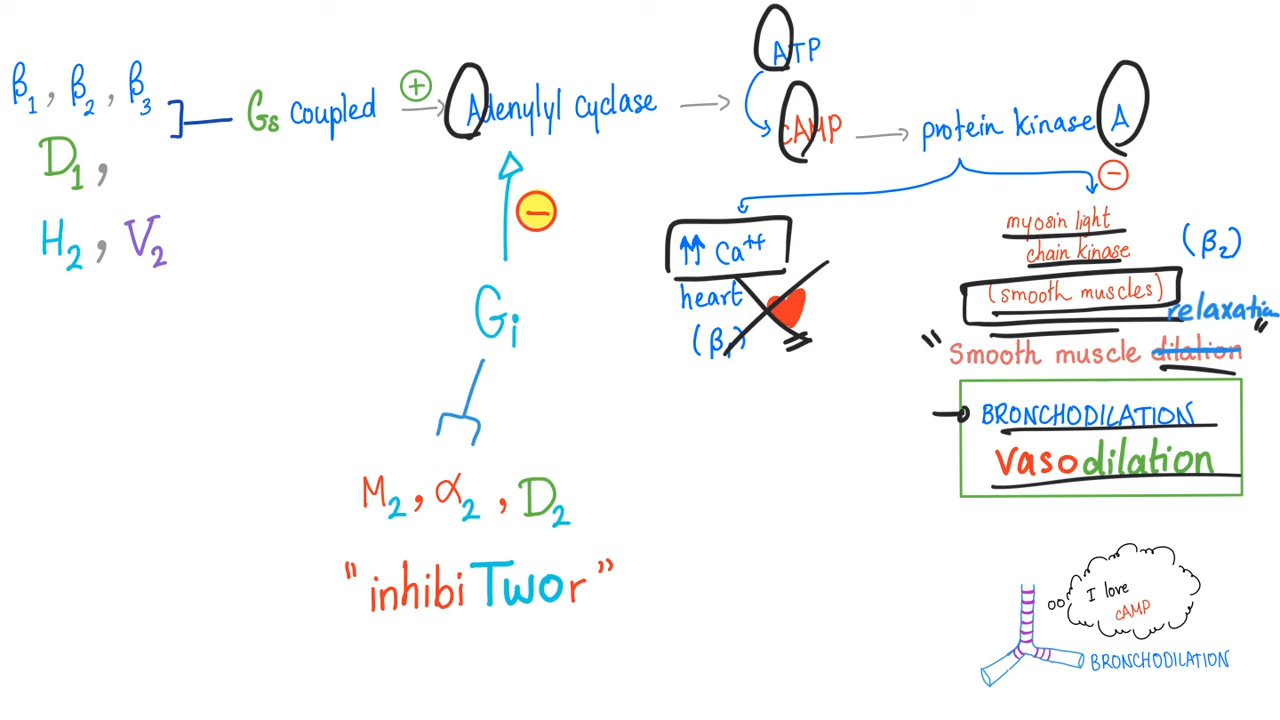 β1, β2, β3
D1,
H2, V2
Gs coupled
+
Adenylyl cyclase
ATP
cAMP
protein kinase A
−
↑↑ Ca++
heart
(β1)
−
myosin light
chain kinase
(β2)
(smooth muscles)
relaxation
"Smooth muscle dilation"
BRONCHODILATION
vasodilation
Gi
M2, α2, D2
"inhibiTwor"
I love
cAMP
BRONCHODILATION